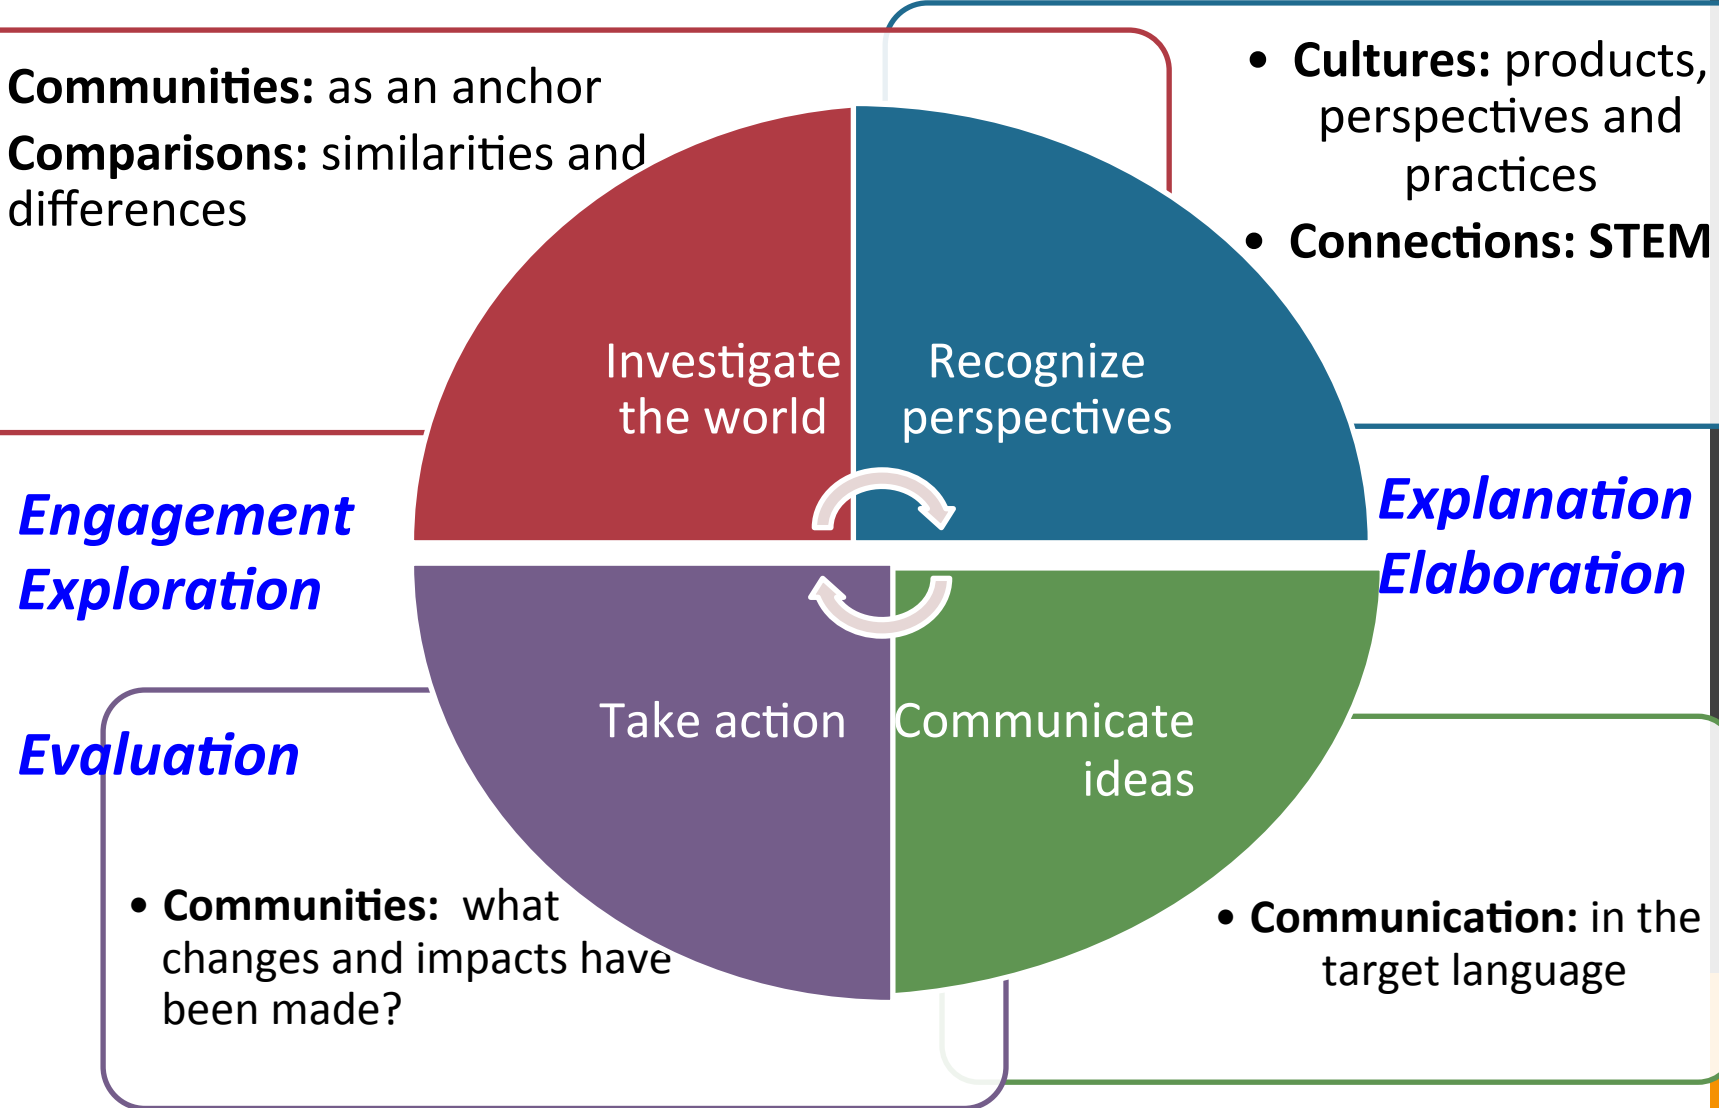 Communities: as an anchor
Comparisons: similarities and
differences
• Cultures: products,
perspectives and
practices
• Connections: STEM
Investigate
the world
Recognize
perspectives
Engagement
Exploration
Explanation
Elaboration
Evaluation
Take action
Communicate
ideas
• Communities: what
changes and impacts have
been made?
• Communication: in the
target language